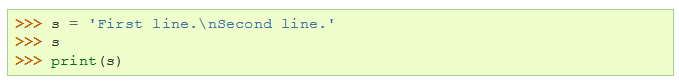 >>> s = 'First line.\nSecond line.'
>>> s
>>> print(s)